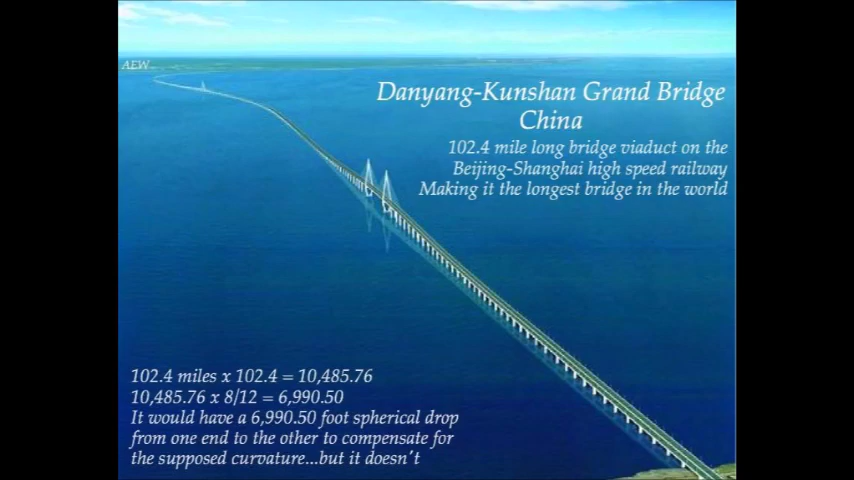 AEW
Danyang-Kunshan Grand Bridge
China
102.4 mile long bridge viaduct on the
Beijing-Shanghai high speed railway
Making it the longest bridge in the world
102.4 miles x 102.4 = 10,485.76
10,485.76 x 8/12 = 6,990.50
It would have a 6,990.50 foot spherical drop
from one end to the other to compensate for
the supposed curvature...but it doesn't